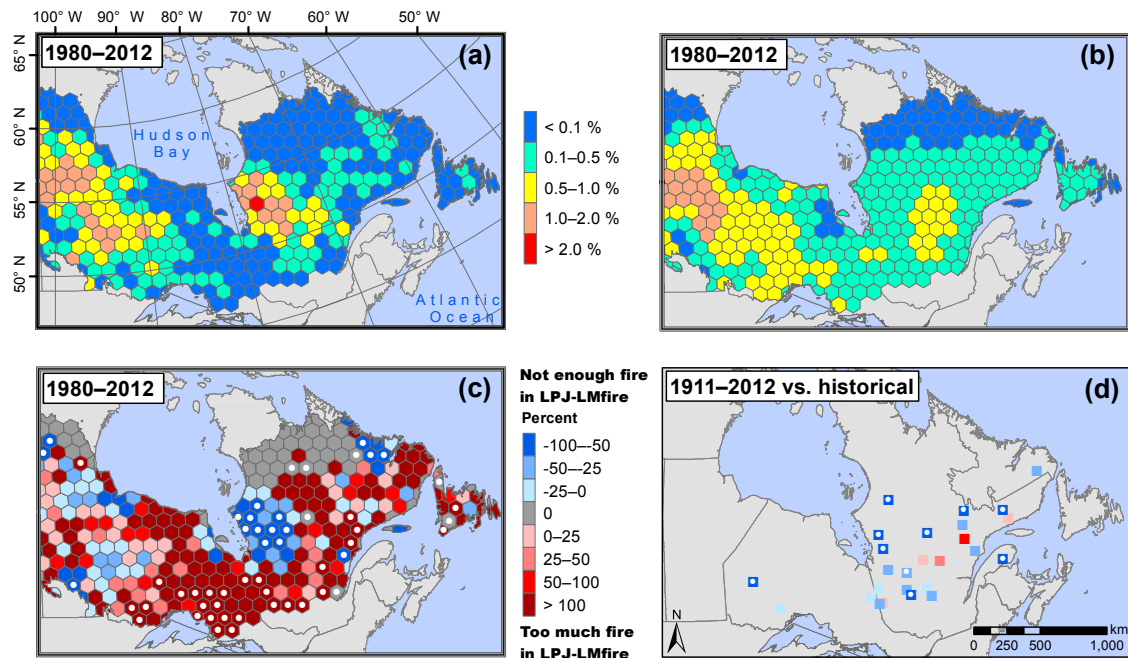 100° W 90° W 80° W 70° W 60° W 50° W
65° N
60° N
55° N
50° N
1980–2012
(a)
Hudson
Bay
Atlantic
Ocean
< 0.1 %
0.1–0.5 %
0.5–1.0 %
1.0–2.0 %
> 2.0 %
1980–2012
(b)
1980–2012
(c)
Not enough fire
in LPJ-LMfire
Percent
-100–-50
-50–-25
-25–0
0
0–25
25–50
50–100
> 100
Too much fire
in LPJ-LMfire
1911–2012 vs. historical
(d)
N
km
0 250 500 1,000